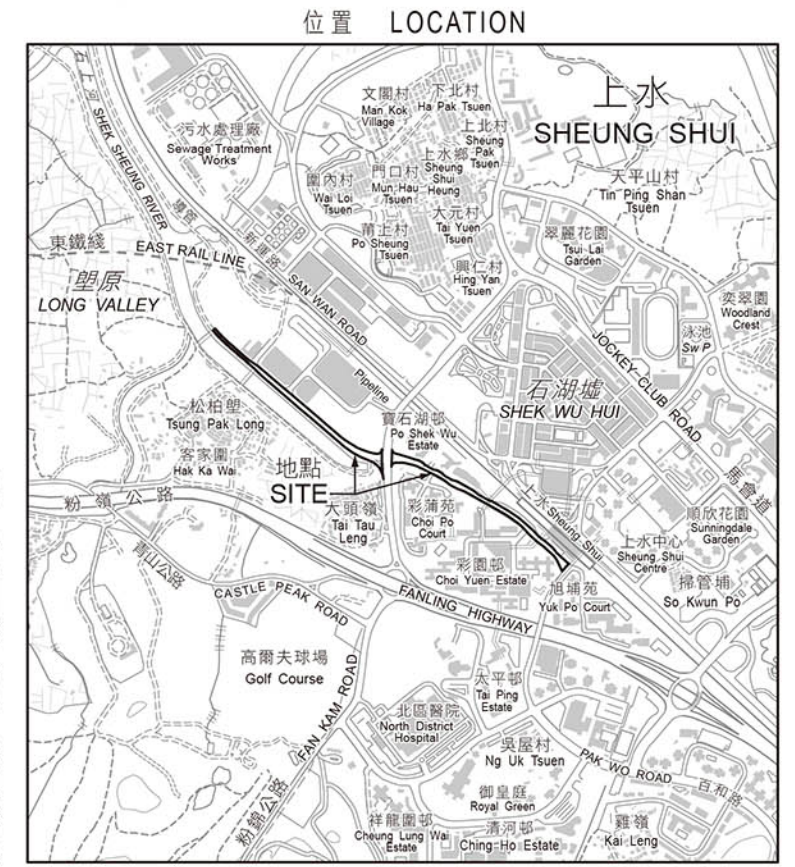 位置 LOCATION
石上河 SHEK SHEUNG RIVER
污水處理廠
Sewage Treatment
Works
導管
文閣村
Man Kok
Village
下北村
Ha Pak Tsuen
上北村
Sheung
Pak
Tsuen
上水鄉
Sheung
Shui
Heung
上水
SHEUNG SHUI
圍內村
Wai Loi
Tsuen
門口村
Mun Hau
Tsuen
莆上村
Po Sheung
Tsuen
大元村
Tai Yuen
Tsuen
興仁村
Hing Yan
Tsuen
天平山村
Tin Ping Shan
Tsuen
翠麗花園
Tsui Lai
Garden
東鐵綫 EAST RAIL LINE
新運路 SAN WAN ROAD
塱原
LONG VALLEY
奕翠園
Woodland
Crest
泳池
Sw P
JOCKEY CLUB ROAD
馬會道
Pipeline
石湖墟
SHEK WU HUI
松柏塱
Tsung Pak Long
客家圍
Hak Ka Wai
寶石湖邨
Po Shek Wu
Estate
地點
SITE
大頭嶺
Tai Tau
Leng
彩蒲苑
Choi Po
Court
彩園邨
Choi Yuen Estate
上水 Sheung Shui
上水中心
Sheung Shui
Centre
順欣花園
Sunningdale
Garden
掃管埔
So Kwun Po
旭埔苑
Yuk Po Court
粉嶺公路
FANLING HIGHWAY
青山公路
CASTLE PEAK ROAD
高爾夫球場
Golf Course
FAN KAM ROAD
粉錦公路
太平邨
Tai Ping
Estate
北區醫院
North District
Hospital
吳屋村
Ng Uk Tsuen
PAK WO ROAD 百和路
御皇庭
Royal Green
祥龍圍邨
Cheung Lung Wai
Estate
清河邨
Ching Ho Estate
雞嶺
Kai Leng